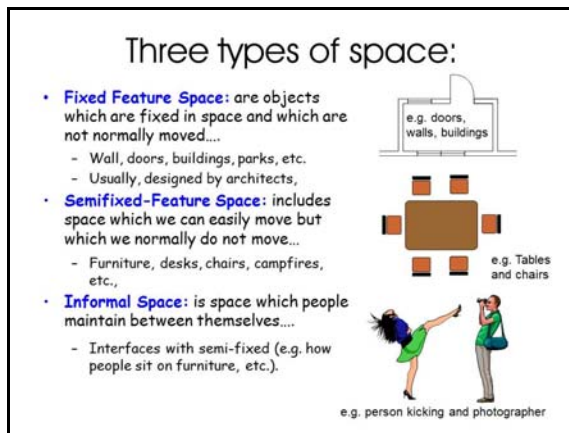 Three types of space:
• Fixed Feature Space: are objects
which are fixed in space and which are
not normally moved....
– Wall, doors, buildings, parks, etc.
– Usually, designed by architects,
• Semifixed-Feature Space: includes
space which we can easily move but
which we normally do not move...
– Furniture, desks, chairs, campfires,
etc.,
• Informal Space: is space which people
maintain between themselves....
– Interfaces with semi-fixed (e.g. how
people sit on furniture, etc.).
e.g. doors,
walls, buildings
e.g. Tables
and chairs
e.g. person kicking and photographer